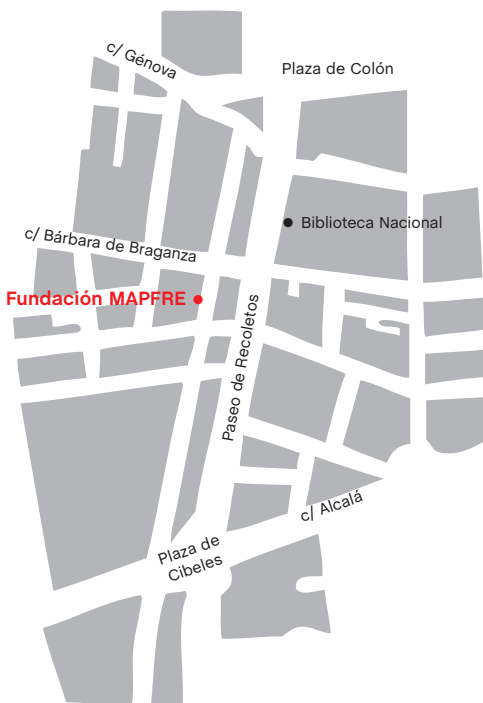 c/ Génova
Plaza de Colón
Biblioteca Nacional
c/ Bárbara de Braganza
Fundación MAPFRE
Paseo de Recoletos
c/ Alcalá
Plaza de
Cibeles